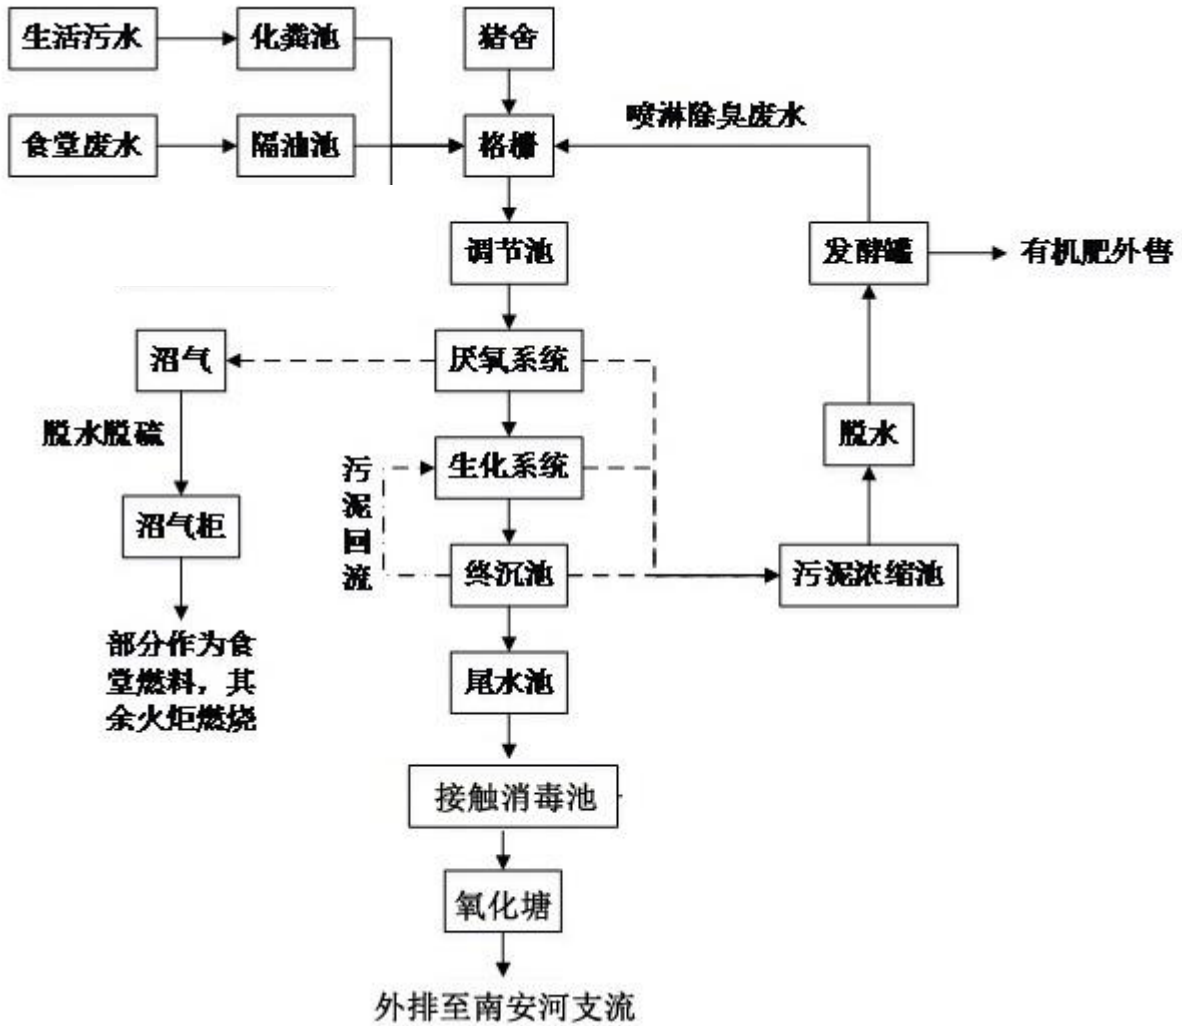 生活污水
化粪池
猪舍
喷淋除臭废水
食堂废水
隔油池
格栅
调节池
发酵罐
有机肥外售
沼气
厌氧系统
脱水脱硫
脱水
污泥回流
生化系统
沼气柜
终沉池
污泥浓缩池
部分作为食
堂燃料，其
余火炬燃烧
尾水池
接触消毒池
氧化塘
外排至南安河支流